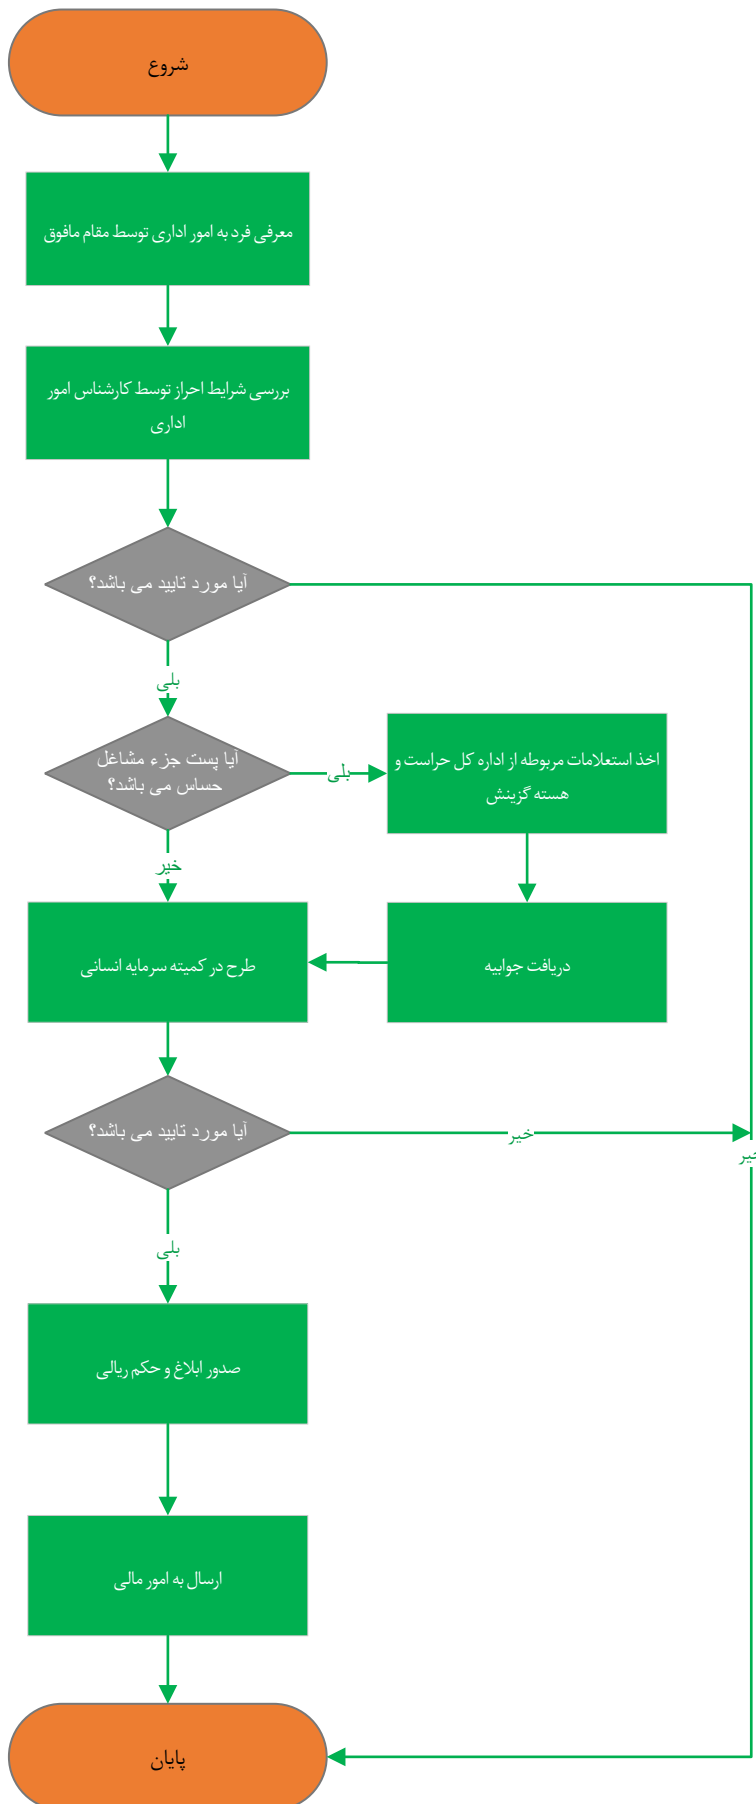 شروع
معرفی فرد به امور اداری توسط مقام مافوق
بررسی شرایط احراز توسط کارشناس امور
اداری
آیا مورد تایید می باشد؟
بلی
آیا پست جزء مشاغل
حساس می باشد؟
بلی
اخذ استعلامات مربوطه از اداره کل حراست و
هسته گزینش
خیر
طرح در کمیته سرمایه انسانی
دریافت جوابیه
آیا مورد تایید می باشد؟
خیر
خیر
بلی
صدور ابلاغ و حکم ریالی
ارسال به امور مالی
پایان